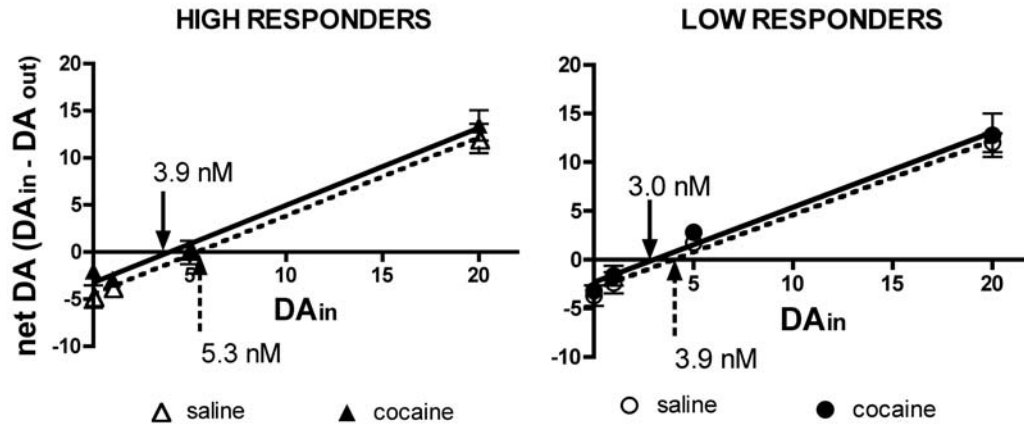 HIGH RESPONDERS
net DA (DAin - DA out)
20
15
10
5
0
-5
-10
3.9 nM
5
10
15
20
DAin
5.3 nM
saline
cocaine
LOW RESPONDERS
20
15
10
5
0
-5
-10
3.0 nM
5
10
15
20
DAin
3.9 nM
saline
cocaine